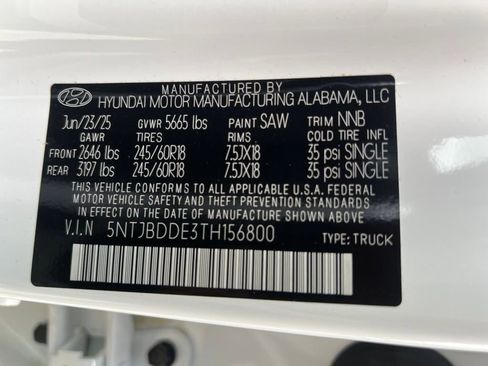 MANUFACTURED BY
HYUNDAI MOTOR MANUFACTURING ALABAMA, LLC
Jun/23/25 GVWR 5665 lbs PAINT SAW TRIM NNB
GAWR TIRES RIMS COLD TIRE INFL
FRONT 2646 lbs 245/60R18 7.5JX18 35 psi SINGLE
REAR 3197 lbs 245/60R18 7.5JX18 35 psi SINGLE
THIS VEHICLE CONFORMS TO ALL APPLICABLE U.S.A. FEDERAL
MOTOR VEHICLE SAFETY AND THEFT PREVENTION STANDARDS
IN EFFECT ON THE DATE OF MANUFACTURE SHOWN ABOVE.
V.I.N 5NTJBDDE3TH156800
TYPE: TRUCK